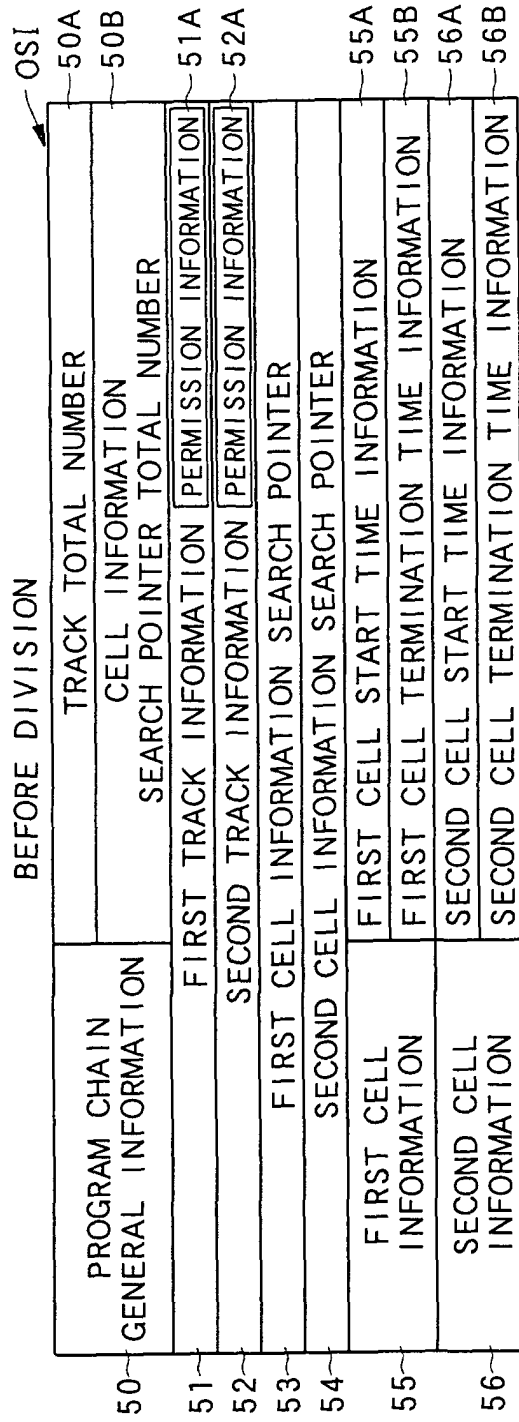 BEFORE DIVISION
OSI
50
PROGRAM CHAIN
GENERAL INFORMATION
TRACK TOTAL NUMBER
50A
CELL INFORMATION
SEARCH POINTER TOTAL NUMBER
50B
51
FIRST TRACK INFORMATION
PERMISSION INFORMATION
51A
52
SECOND TRACK INFORMATION
PERMISSION INFORMATION
52A
53
FIRST CELL INFORMATION SEARCH POINTER
54
SECOND CELL INFORMATION SEARCH POINTER
55
FIRST CELL
INFORMATION
FIRST CELL START TIME INFORMATION
55A
FIRST CELL TERMINATION TIME INFORMATION
55B
56
SECOND CELL
INFORMATION
SECOND CELL START TIME INFORMATION
56A
SECOND CELL TERMINATION TIME INFORMATION
56B